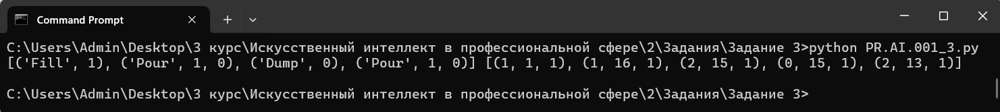 Command Prompt
C:\Users\Admin\Desktop\3 курс\Искусственный интеллект в профессиональной сфере\2\Задания\Задание 3>python PR.AI.001_3.py
[('Fill', 1), ('Pour', 1, 0), ('Dump', 0), ('Pour', 1, 0)] [(1, 1, 1), (1, 16, 1), (2, 15, 1), (0, 15, 1), (2, 13, 1)]
C:\Users\Admin\Desktop\3 курс\Искусственный интеллект в профессиональной сфере\2\Задания\Задание 3>